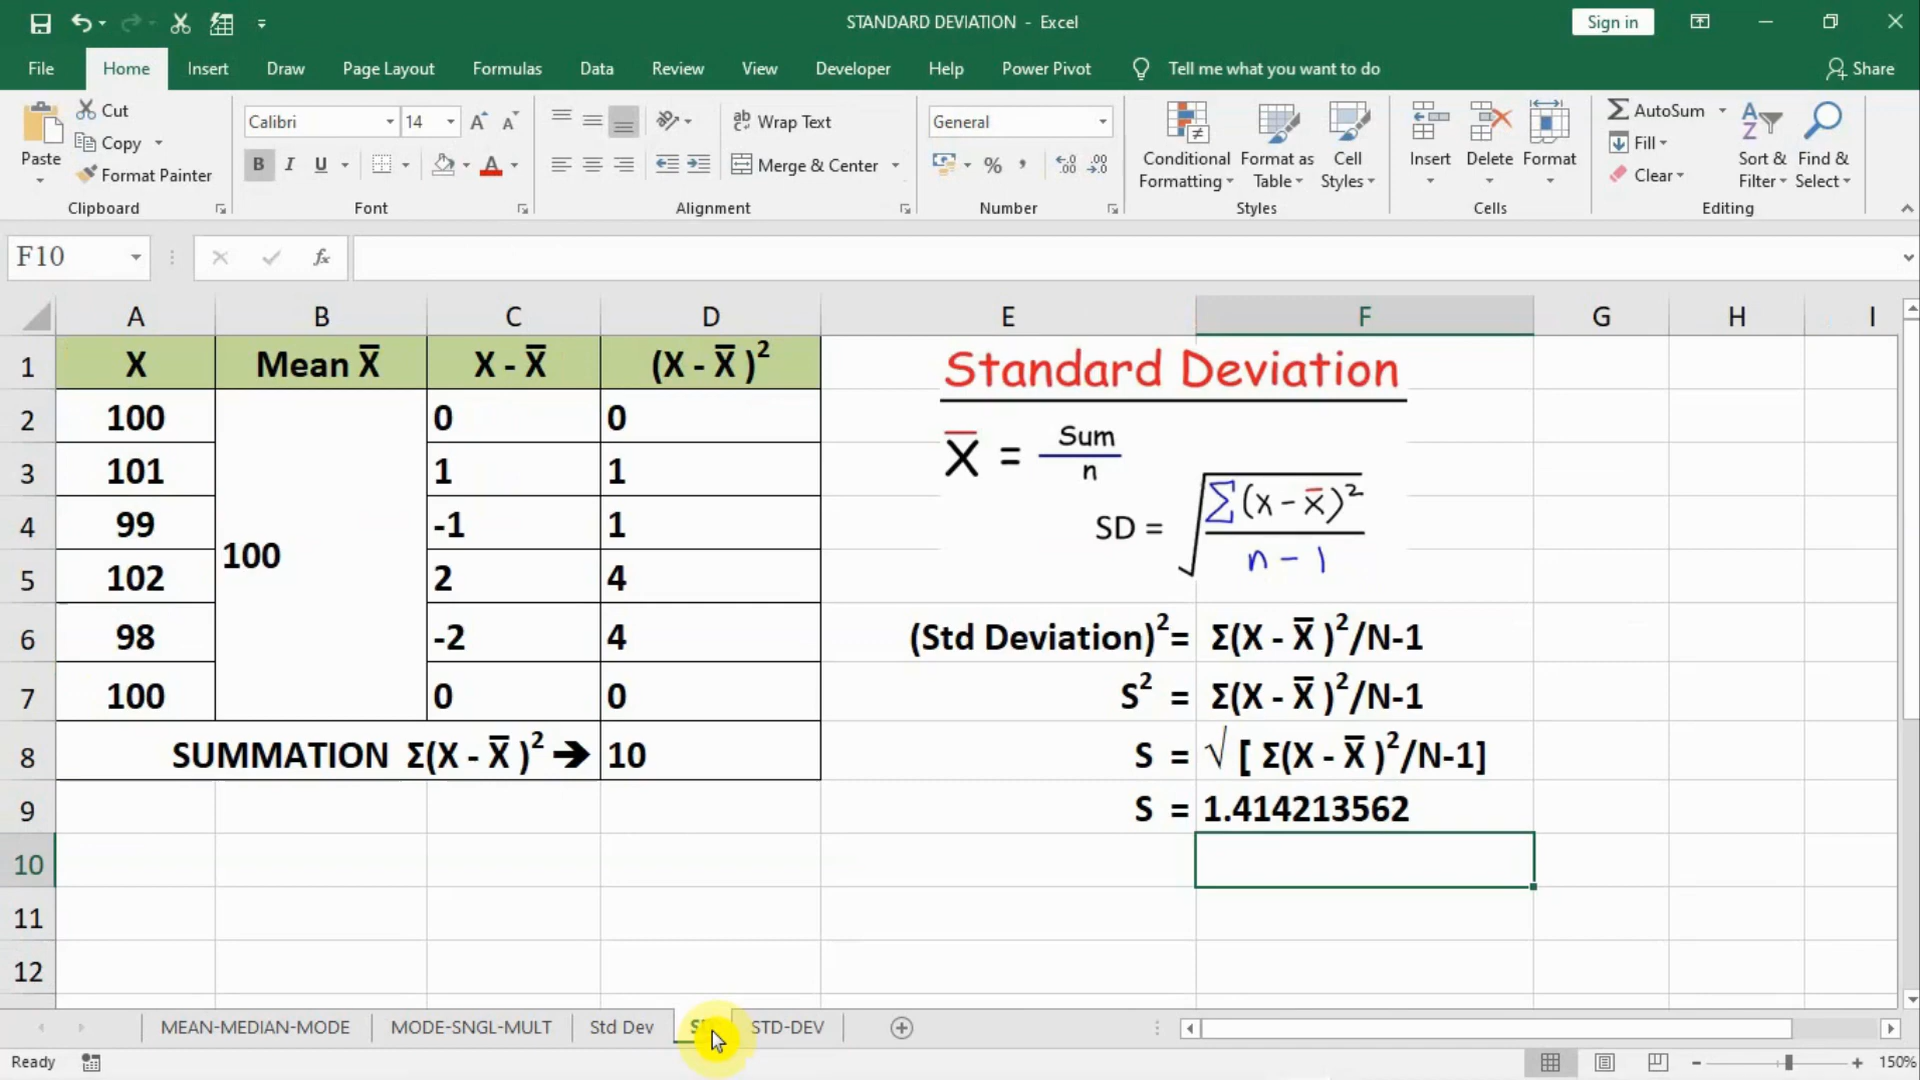 STANDARD DEVIATION - Excel
Sign in
File Home Insert Draw Page Layout Formulas Data Review View Developer Help Power Pivot Tell me what you want to do Share
Paste
Cut
Copy
Format Painter
Clipboard
Calibri 14
B I U
Font
Wrap Text
Merge & Center
Alignment
General
Number
Conditional Formatting
Format as Table
Cell Styles
Styles
Insert
Delete
Format
Cells
AutoSum
Fill
Clear
Sort & Filter
Find & Select
Editing
F10
fx
A B C D E F G H I
1 X Mean X̅ X - X̅ (X - X̅ )² Standard Deviation
2 100 0 0
X̅ = Sum / n
3 101 1 1
4 99 -1 1
SD = √ Σ(x - x̅)² / n - 1
100
5 102 2 4
6 98 -2 4 (Std Deviation)²= Σ(X - X̅ )²/N-1
7 100 0 0 S² = Σ(X - X̅ )²/N-1
8 SUMMATION Σ(X - X̅ )² ➔ 10 S = √ [ Σ(X - X̅ )²/N-1]
9 S = 1.414213562
10
11
12
MEAN-MEDIAN-MODE MODE-SNGL-MULT Std Dev STD-DEV
Ready
150%